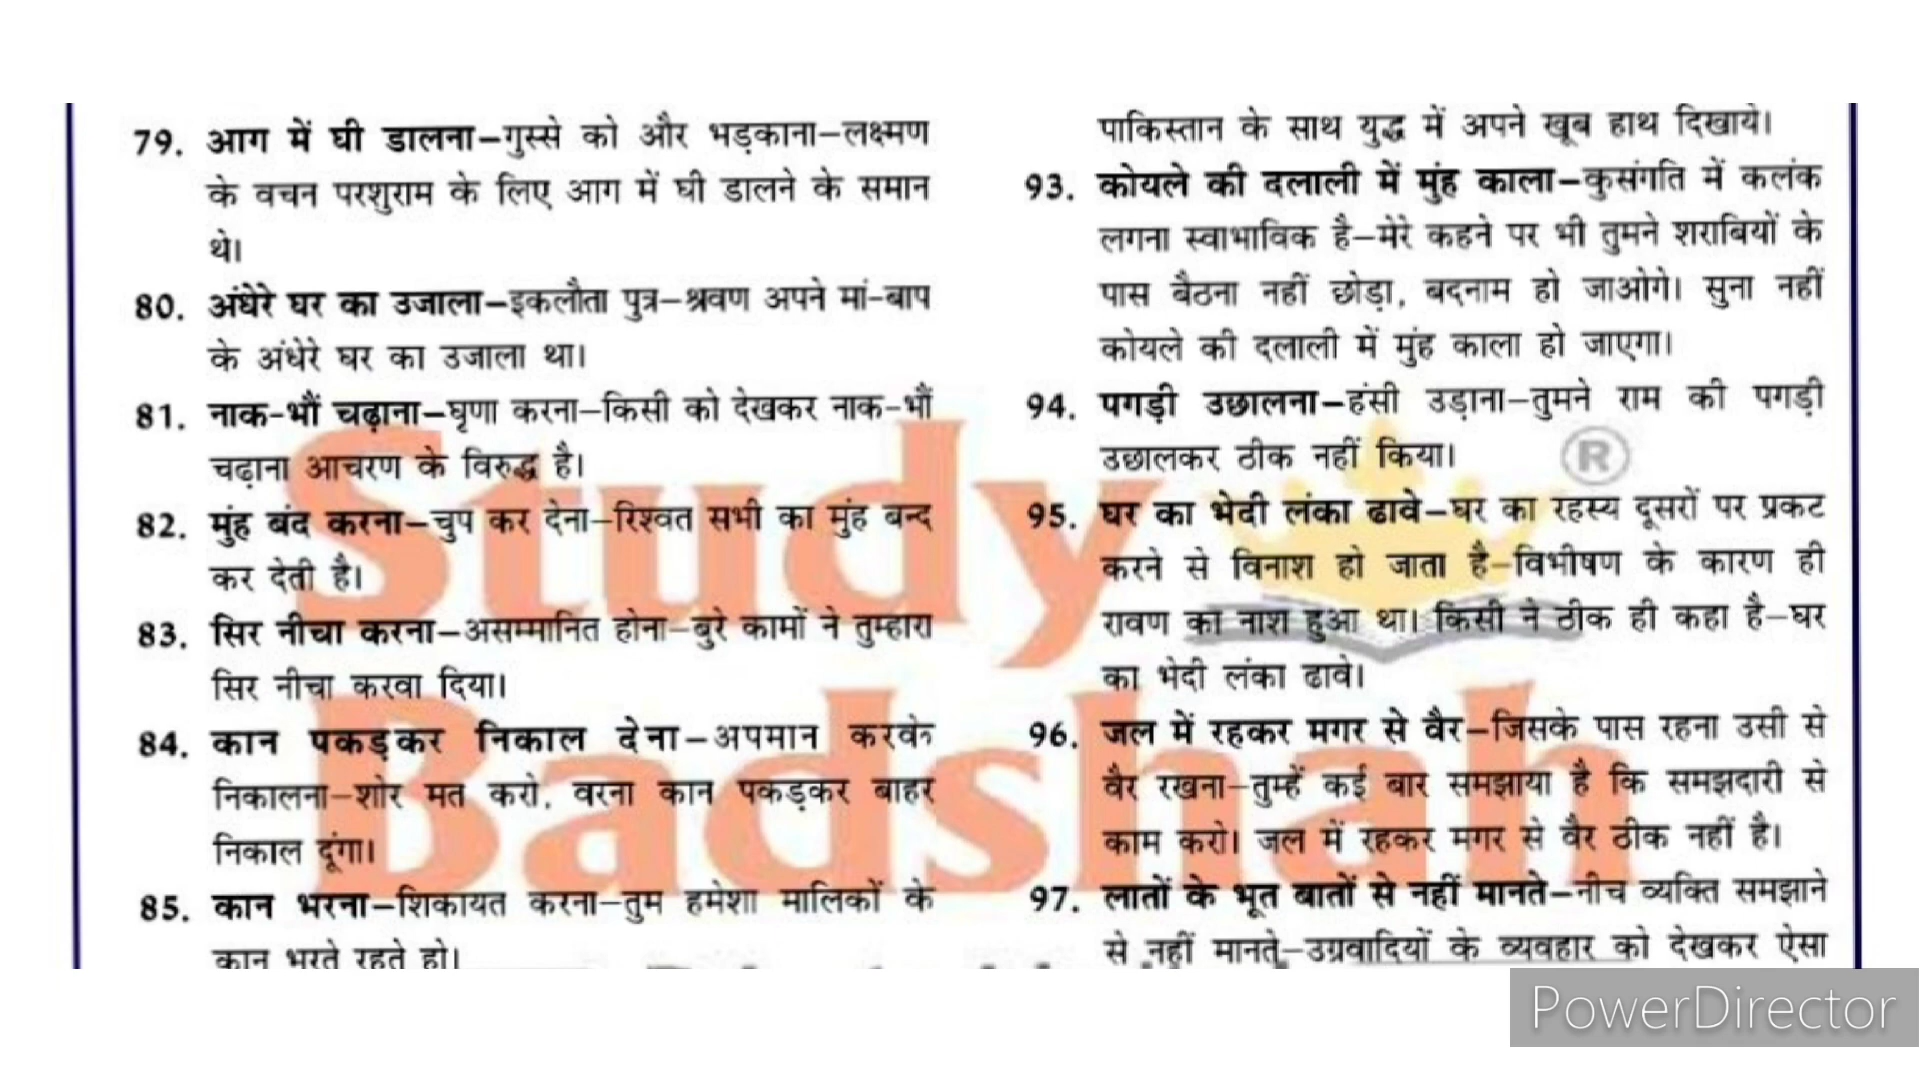 79. आग में घी डालना–गुस्से को और भड़काना–लक्ष्मण
के वचन परशुराम के लिए आग में घी डालने के समान
थे।
80. अंधेरे घर का उजाला–इकलौता पुत्र–श्रवण अपने मां-बाप
के अंधेरे घर का उजाला था।
81. नाक-भौं चढ़ाना–घृणा करना–किसी को देखकर नाक-भौं
चढ़ाना आचरण के विरुद्ध है।
82. मुंह बंद करना–चुप कर देना–रिश्वत सभी का मुंह बन्द
कर देती है।
83. सिर नीचा करना–असम्मानित होना–बुरे कामों ने तुम्हारा
सिर नीचा करवा दिया।
84. कान पकड़कर निकाल देना–अपमान करके
निकालना–शोर मत करो, वरना कान पकड़कर बाहर
निकाल दूंगा।
85. कान भरना–शिकायत करना–तुम हमेशा मालिकों के
कान भरते रहते हो।
पाकिस्तान के साथ युद्ध में अपने खूब हाथ दिखाये।
93. कोयले की दलाली में मुंह काला–कुसंगति में कलंक
लगना स्वाभाविक है–मेरे कहने पर भी तुमने शराबियों के
पास बैठना नहीं छोड़ा, बदनाम हो जाओगे। सुना नहीं
कोयले की दलाली में मुंह काला हो जाएगा।
94. पगड़ी उछालना–हंसी उड़ाना–तुमने राम की पगड़ी
उछालकर ठीक नहीं किया।
95. घर का भेदी लंका ढावे–घर का रहस्य दूसरों पर प्रकट
करने से विनाश हो जाता है–विभीषण के कारण ही
रावण का नाश हुआ था। किसी ने ठीक ही कहा है–घर
का भेदी लंका ढावे।
96. जल में रहकर मगर से वैर–जिसके पास रहना उसी से
वैर रखना–तुम्हें कई बार समझाया है कि समझदारी से
काम करो। जल में रहकर मगर से वैर ठीक नहीं है।
97. लातों के भूत बातों से नहीं मानते–नीच व्यक्ति समझाने
से नहीं मानते–उग्रवादियों के व्यवहार को देखकर ऐसा
Study
Badshah
®
PowerDirector